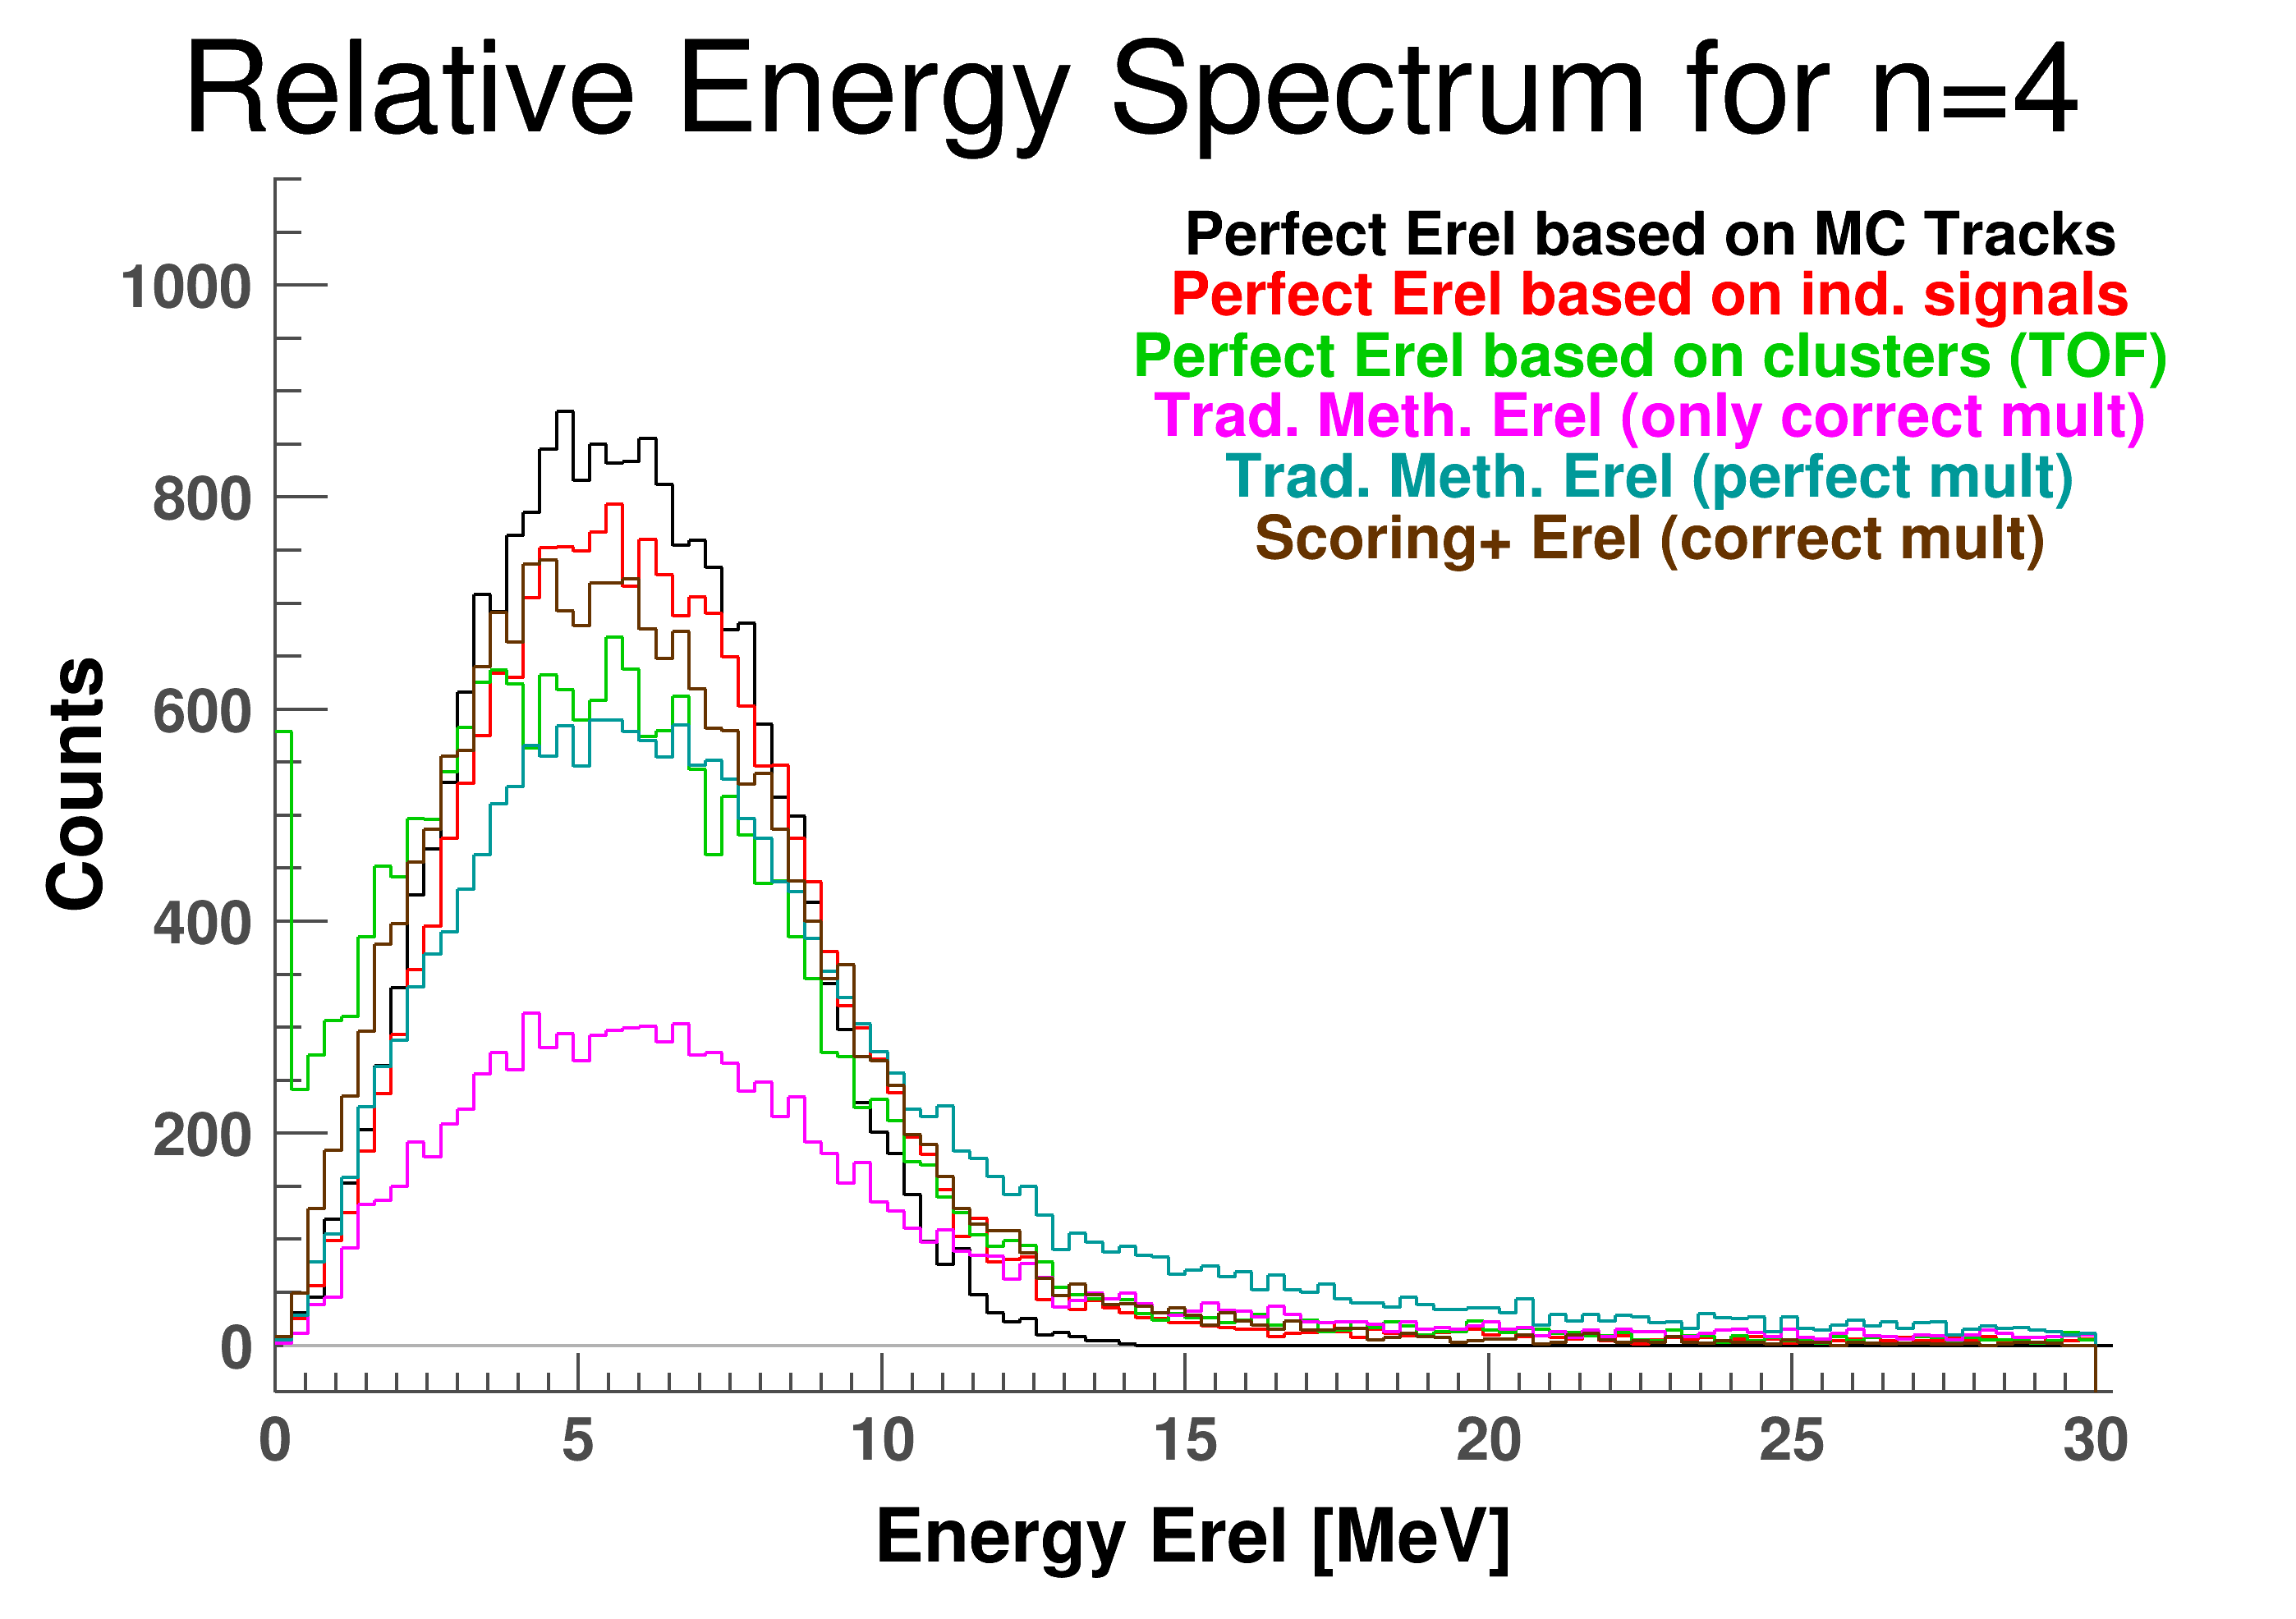 Relative Energy Spectrum for n=4
Perfect Erel based on MC Tracks
Perfect Erel based on ind. signals
Perfect Erel based on clusters (TOF)
Trad. Meth. Erel (only correct mult)
Trad. Meth. Erel (perfect mult)
Scoring+ Erel (correct mult)
1000
800
600
400
200
0
Counts
0 5 10 15 20 25 30
Energy Erel [MeV]